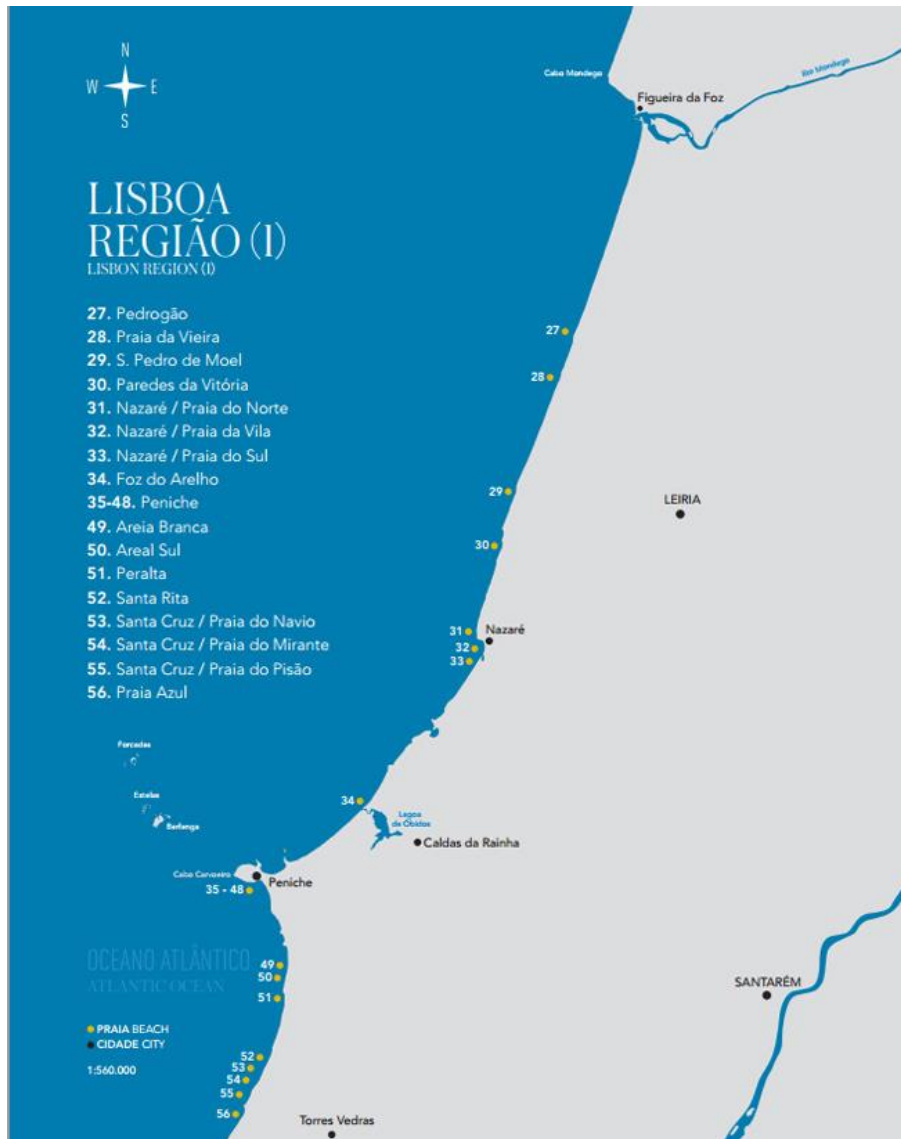 N
W E
S
LISBOA
REGIÃO (1)
LISBON REGION (1)
27. Pedrogão
28. Praia da Vieira
29. S. Pedro de Moel
30. Paredes da Vitória
31. Nazaré / Praia do Norte
32. Nazaré / Praia da Vila
33. Nazaré / Praia do Sul
34. Foz do Arelho
35-48. Peniche
49. Areia Branca
50. Areal Sul
51. Peralta
52. Santa Rita
53. Santa Cruz / Praia do Navio
54. Santa Cruz / Praia do Mirante
55. Santa Cruz / Praia do Pisão
56. Praia Azul
Cabo Mondego
Rio Mondego
Figueira da Foz
27
28
29
LEIRIA
30
31
Nazaré
32
33
Forcadas
Estelas
Berlenga
34
Lagoa
de Óbidos
Caldas da Rainha
Cabo Carvoeiro
Peniche
35 - 48
OCEANO ATLÂNTICO
ATLANTIC OCEAN
49
50
51
SANTARÉM
PRAIA BEACH
CIDADE CITY
1:560.000
52
53
54
55
56
Torres Vedras